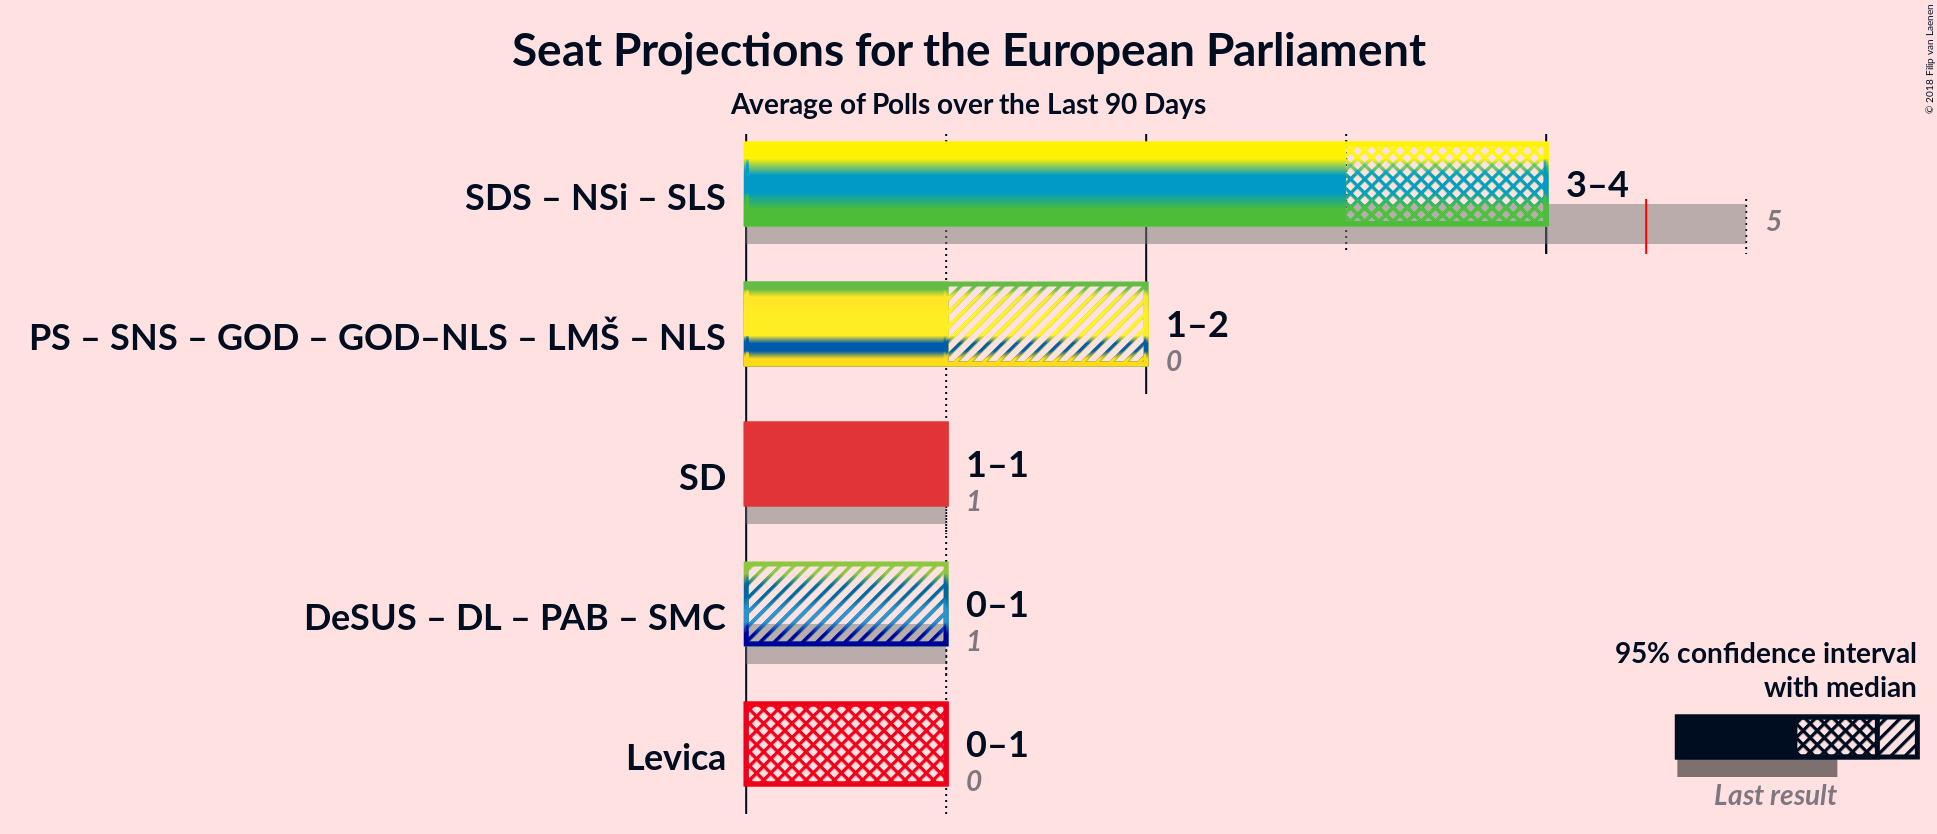 Seat Projections for the European Parliament
Average of Polls over the Last 90 Days
© 2018 Filip van Laenen
SDS – NSi – SLS
3–4
5
PS – SNS – GOD – GOD–NLS – LMŠ – NLS
1–2
0
SD
1–1
1
DeSUS – DL – PAB – SMC
0–1
1
Levica
0–1
0
95% confidence interval
with median
Last result